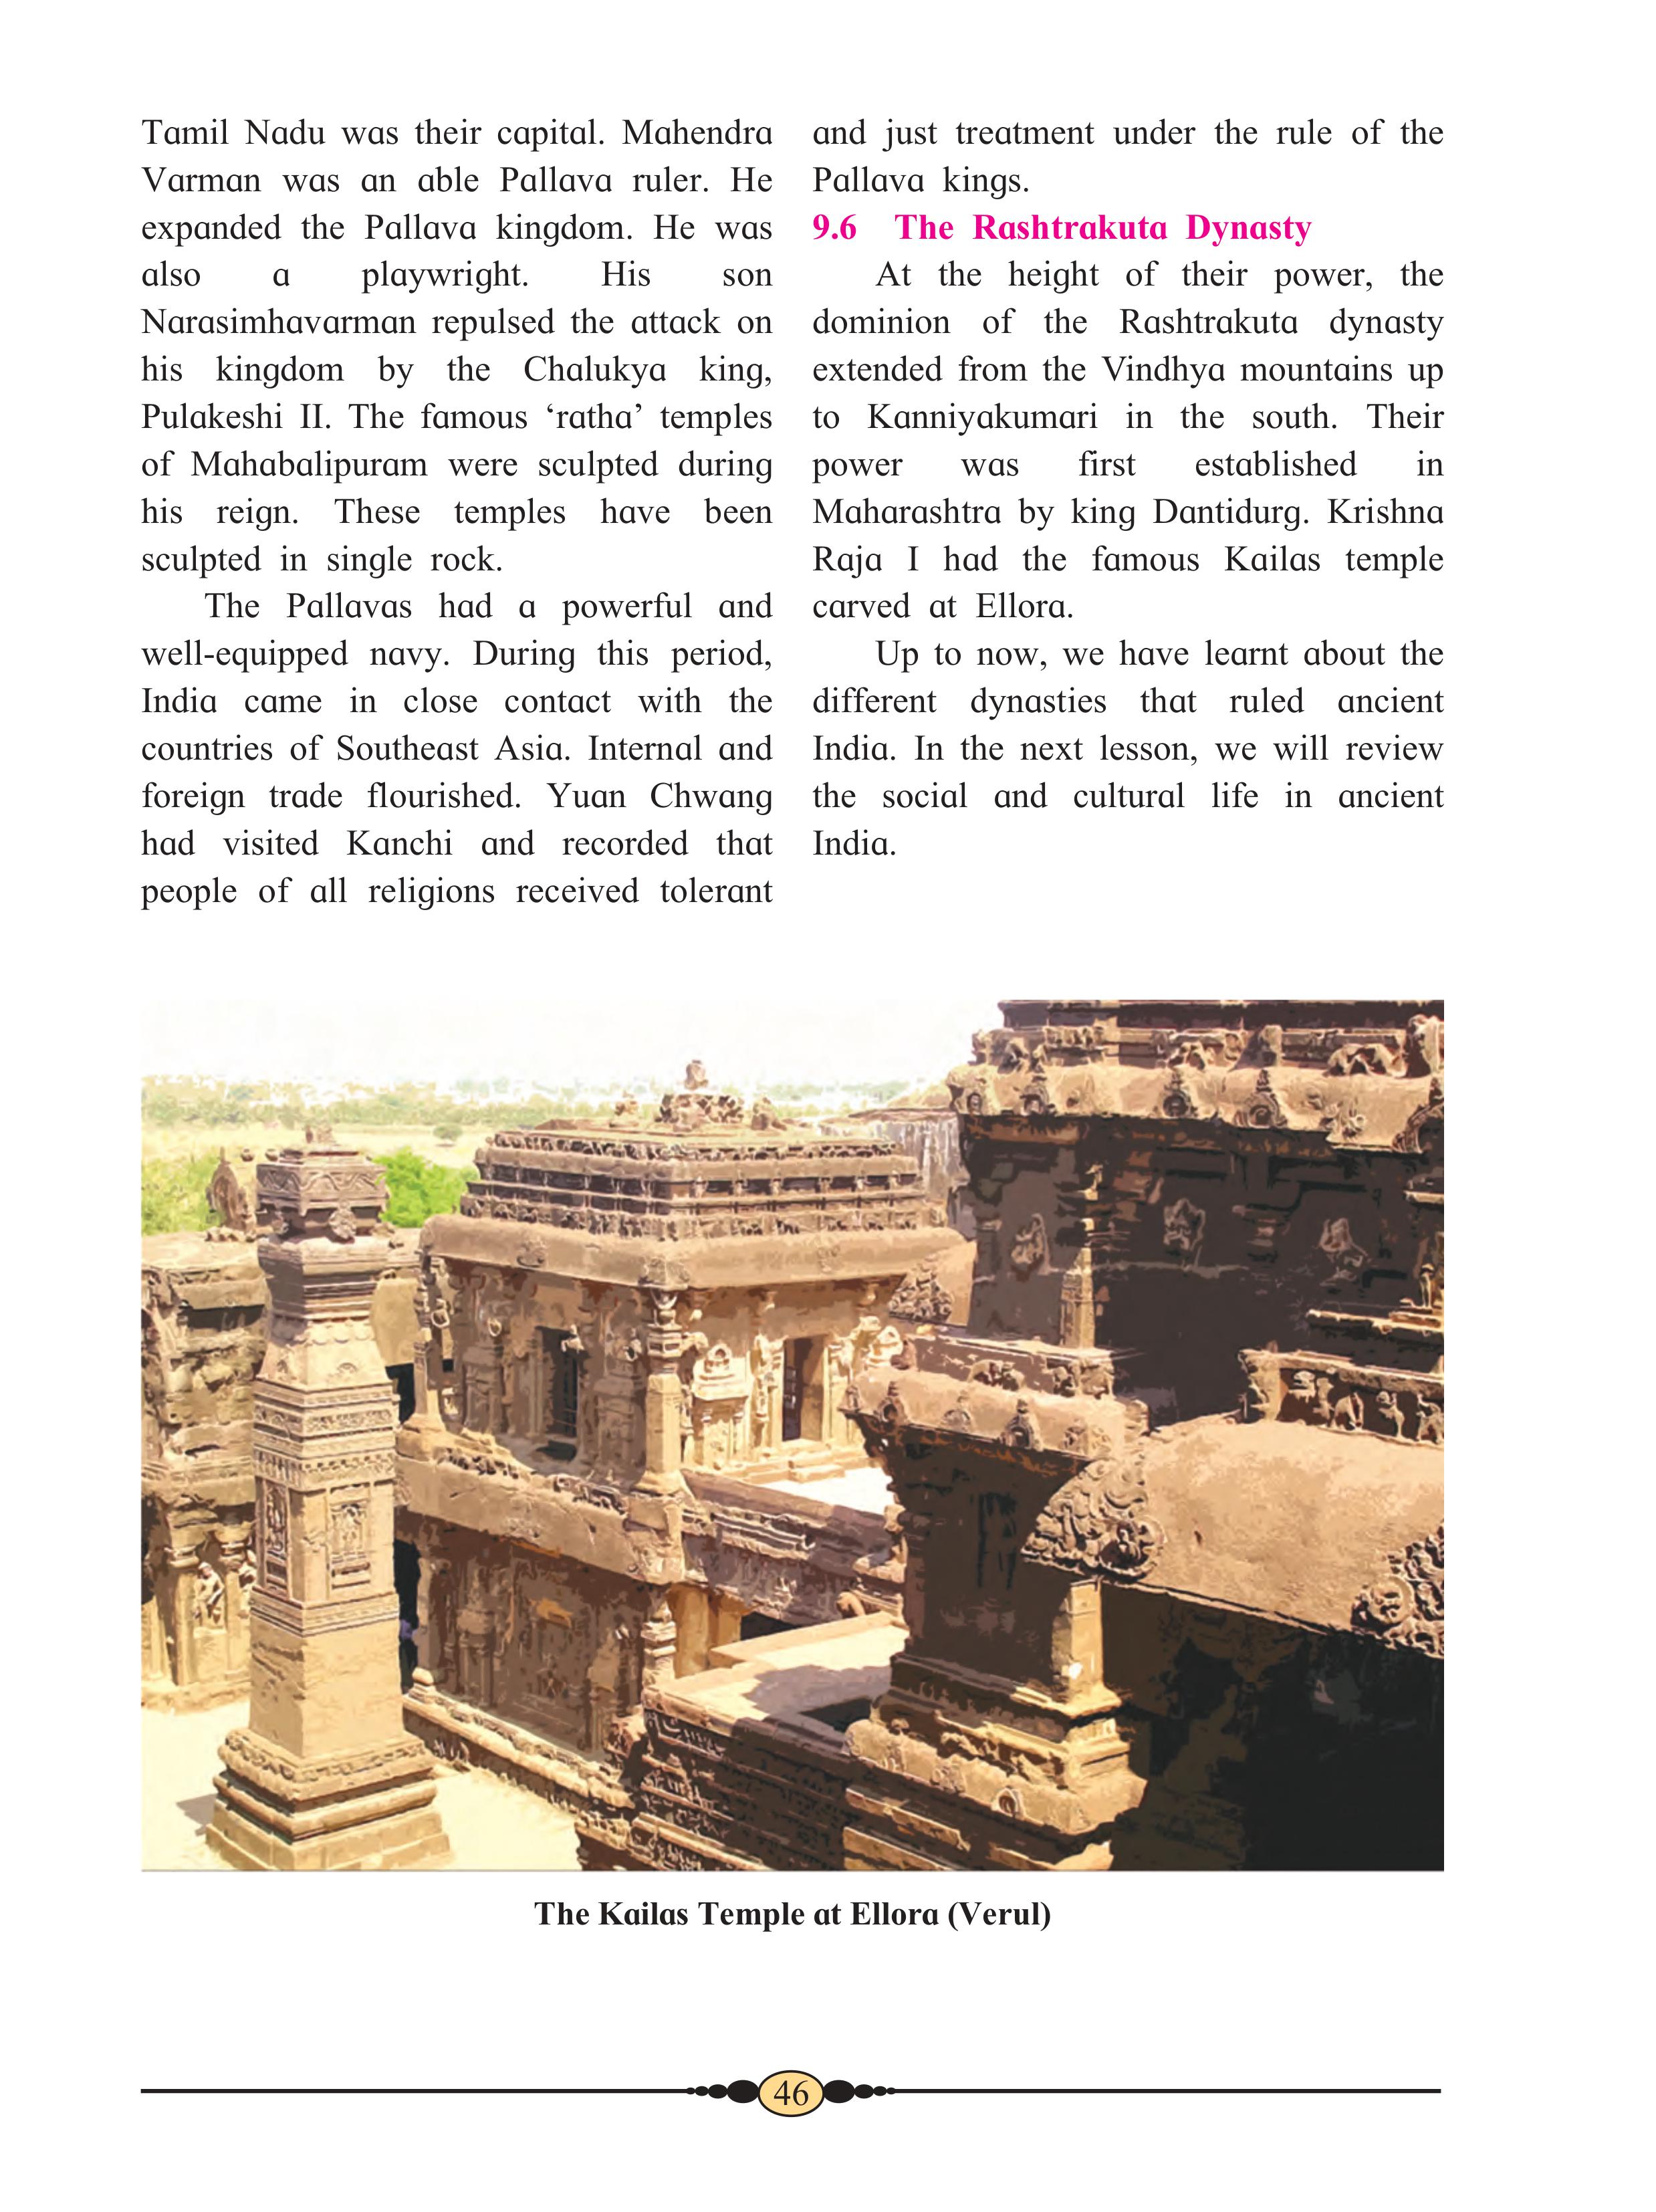 Tamil Nadu was their capital. Mahendra
Varman was an able Pallava ruler. He
expanded the Pallava kingdom. He was
also a playwright. His son
Narasimhavarman repulsed the attack on
his kingdom by the Chalukya king,
Pulakeshi II. The famous ‘ratha’ temples
of Mahabalipuram were sculpted during
his reign. These temples have been
sculpted in single rock.
The Pallavas had a powerful and
well-equipped navy. During this period,
India came in close contact with the
countries of Southeast Asia. Internal and
foreign trade flourished. Yuan Chwang
had visited Kanchi and recorded that
people of all religions received tolerant
and just treatment under the rule of the
Pallava kings.
9.6 The Rashtrakuta Dynasty
At the height of their power, the
dominion of the Rashtrakuta dynasty
extended from the Vindhya mountains up
to Kanniyakumari in the south. Their
power was first established in
Maharashtra by king Dantidurg. Krishna
Raja I had the famous Kailas temple
carved at Ellora.
Up to now, we have learnt about the
different dynasties that ruled ancient
India. In the next lesson, we will review
the social and cultural life in ancient
India.
The Kailas Temple at Ellora (Verul)
46